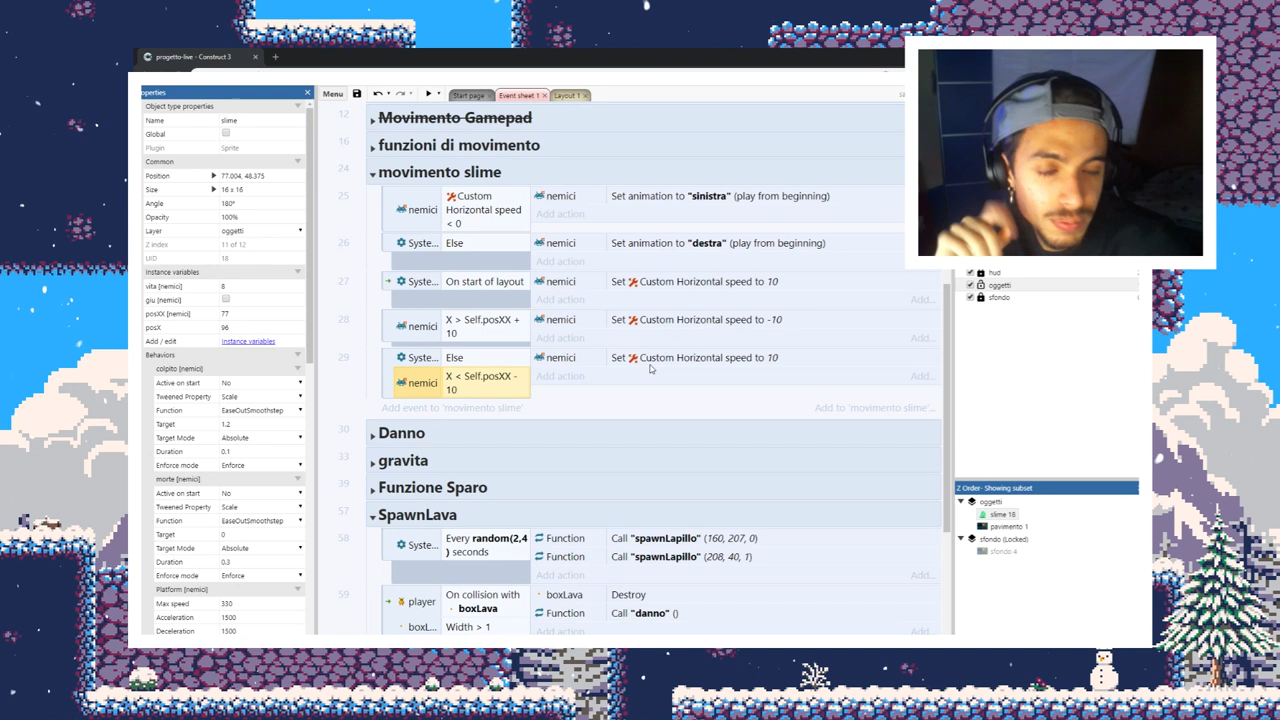 progetto-live - Construct 3
operties
Menu
Start page
Event sheet 1
Layout 1
Object type properties
Name slime
Global
Plugin Sprite
Common
Position 77.004, 48.375
Size 16 x 16
Angle 180°
Opacity 100%
Layer oggetti
Z index 11 of 12
UID 18
Instance variables
vita [nemici] 8
giu [nemici]
posXX [nemici] 77
posX 96
Add / edit Instance variables
Behaviors
colpito [nemici]
Active on start No
Tweened Property Scale
Function EaseOutSmoothstep
Target 1.2
Target Mode Absolute
Duration 0.1
Enforce mode Enforce
morte [nemici]
Active on start No
Tweened Property Scale
Function EaseOutSmoothstep
Target 0
Target Mode Absolute
Duration 0.3
Enforce mode Enforce
Platform [nemici]
Max speed 330
Acceleration 1500
Deceleration 1500
12 Movimento Gamepad
16 funzioni di movimento
24 movimento slime
25 nemici Custom Horizontal speed < 0 nemici Set animation to "sinistra" (play from beginning)
Add action
26 Syste... Else nemici Set animation to "destra" (play from beginning)
Add action
27 Syste... On start of layout nemici Set Custom Horizontal speed to 10
Add action Add...
28 nemici X > Self.posXX + 10 nemici Set Custom Horizontal speed to -10
Add action Add...
29 Syste... Else nemici Set Custom Horizontal speed to 10
nemici X < Self.posXX - 10 Add action Add...
Add event to 'movimento slime' Add to 'movimento slime'...
30 Danno
33 gravita
39 Funzione Sparo
57 SpawnLava
58 Syste... Every random(2,4) seconds Function Call "spawnLapillo" (160, 207, 0)
Function Call "spawnLapillo" (208, 40, 1)
Add action Add...
59 player On collision with boxLava boxLava Destroy
Function Call "danno" ()
boxL... Width > 1 Add action Add...
hud
oggetti
sfondo
Z Order- Showing subset
oggetti
slime 18
pavimento 1
sfondo (Locked)
sfondo 4